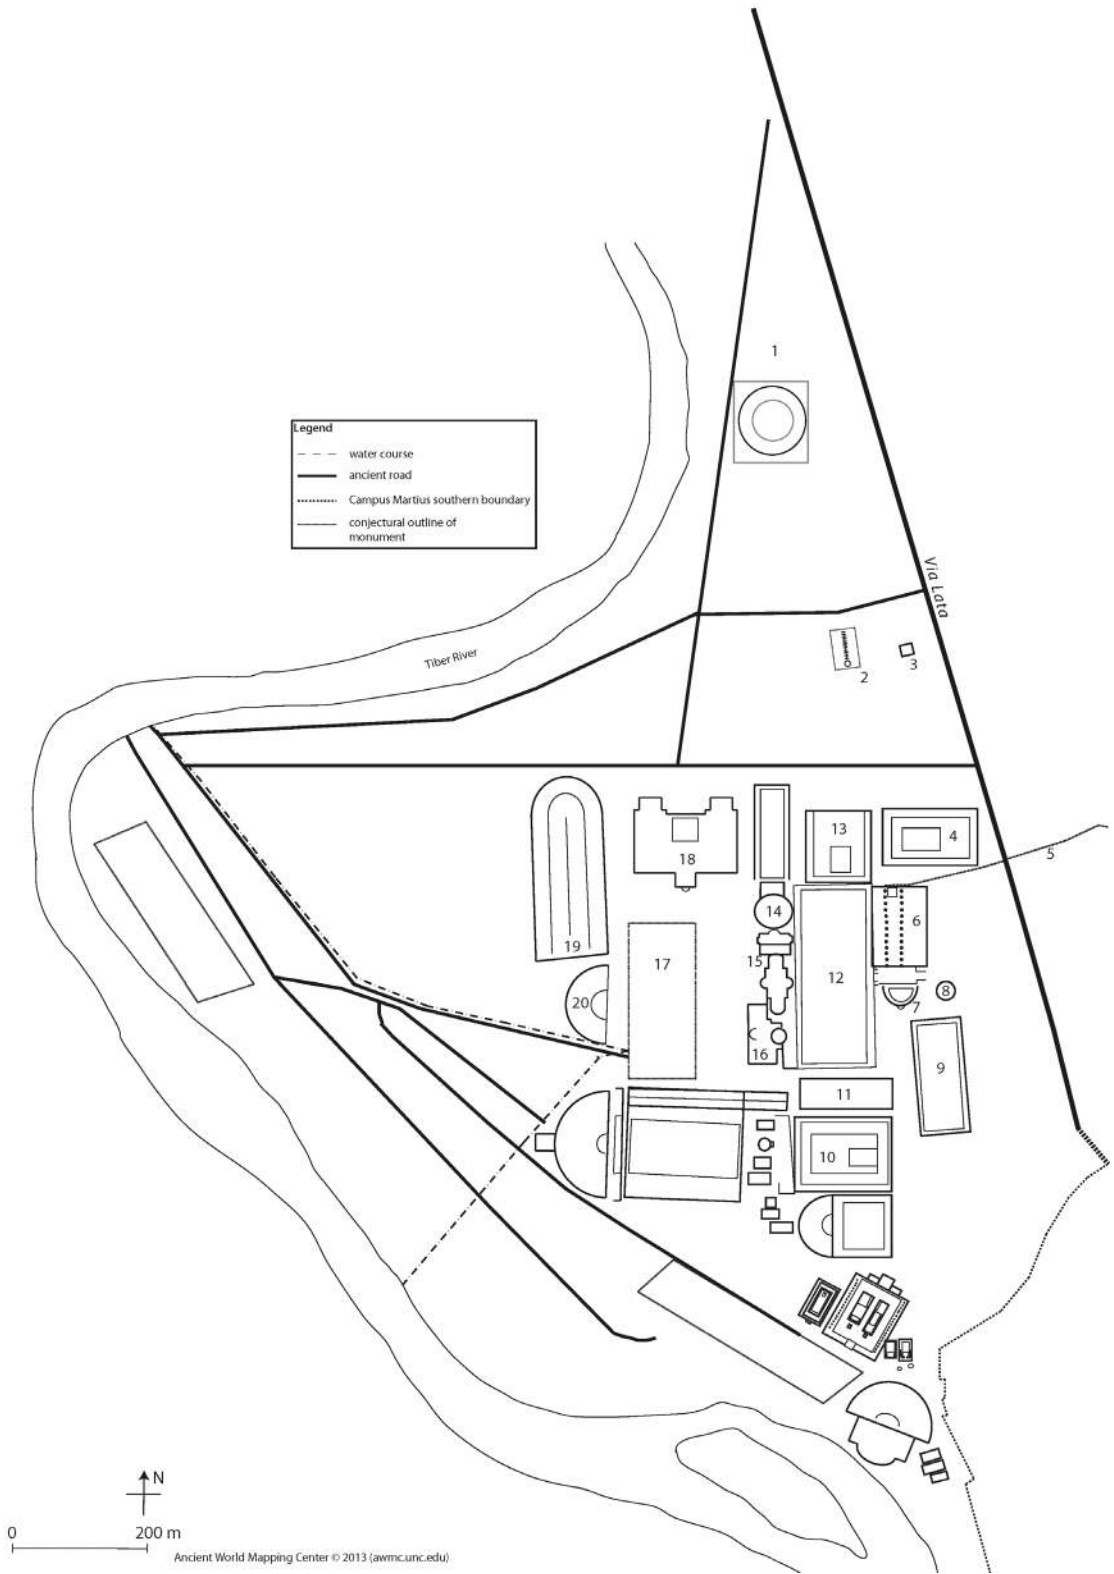 1
Legend
water course
ancient road
Campus Martius southern boundary
conjectural outline of
monument
Via Lata
Tiber River
2
3
4
5
13
18
14
6
19
17
15
12
20
7
8
16
9
11
10
N
0
200 m
Ancient World Mapping Center © 2013 (awmc.unc.edu)